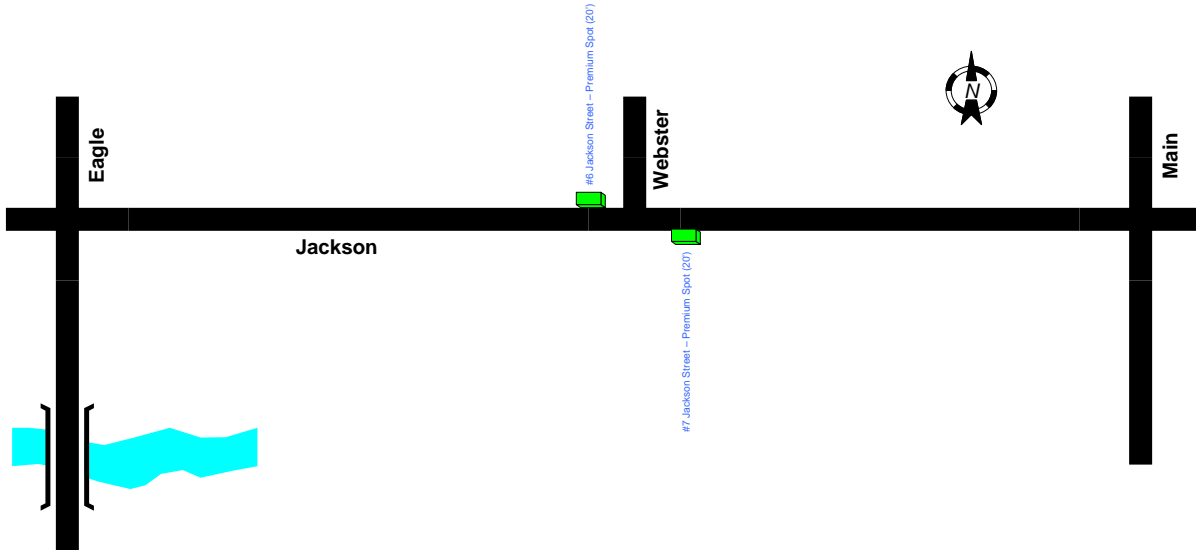 #6 Jackson Street – Premium Spot (20')
Eagle
Webster
N
Main
Jackson
#7 Jackson Street – Premium Spot (20')